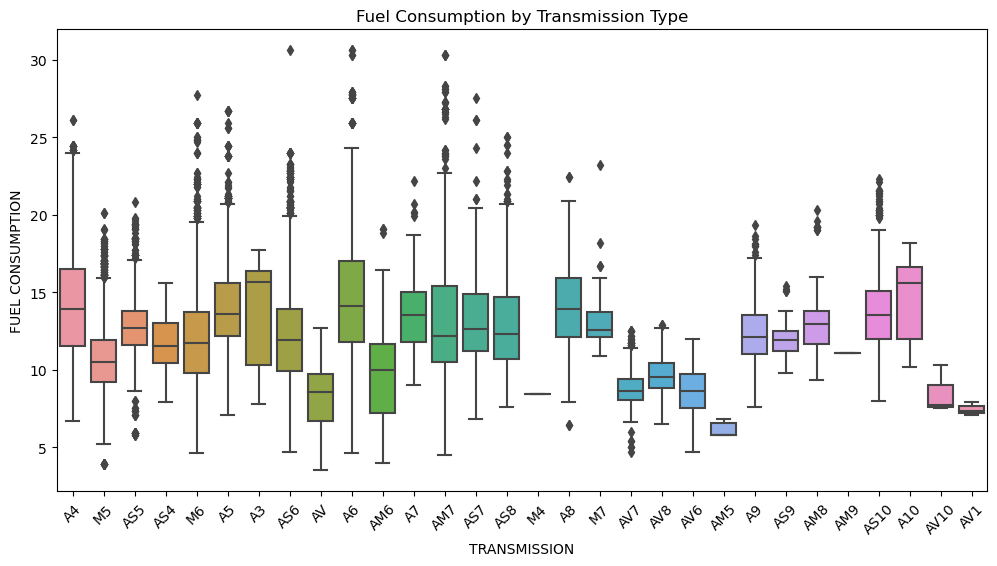 Fuel Consumption by Transmission Type
FUEL CONSUMPTION
30
25
20
15
10
5
A4 M5 AS5 AS4 M6 A5 A3 AS6 AV A6 AM6 A7 AM7 AS7 AS8 M4 A8 M7 AV7 AV8 AV6 AM5 A9 AS9 AM8 AM9 AS10 A10 AV10 AV1
TRANSMISSION